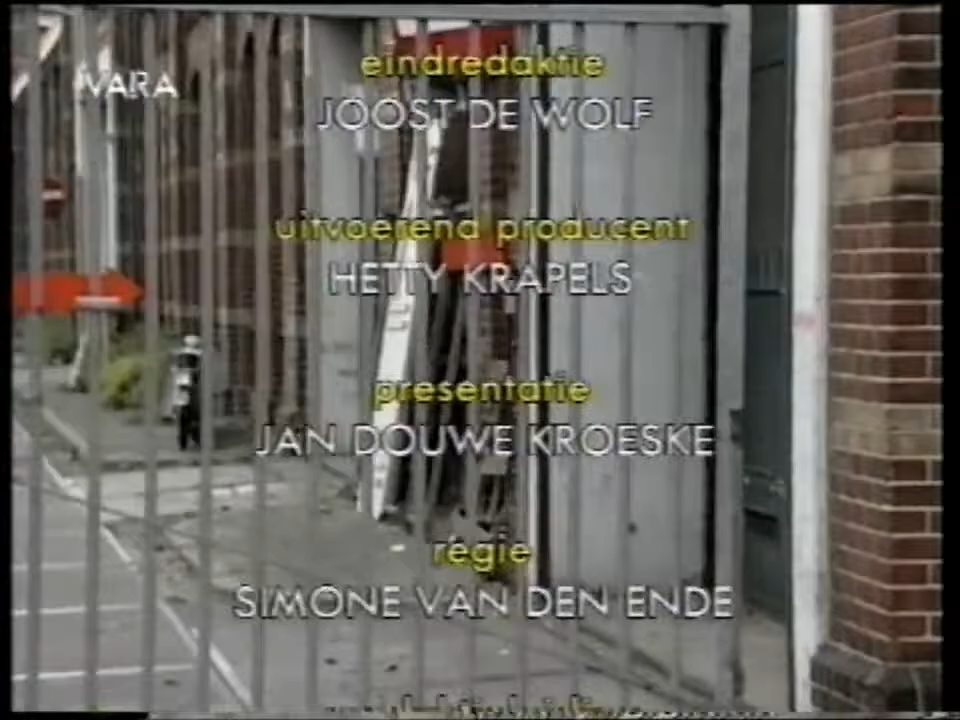 VARA
eindredaktie
JOOST DE WOLF
uitvoerend producent
HETTY KRAPELS
presentatie
JAN DOUWE KROESKE
regie
SIMONE VAN DEN ENDE